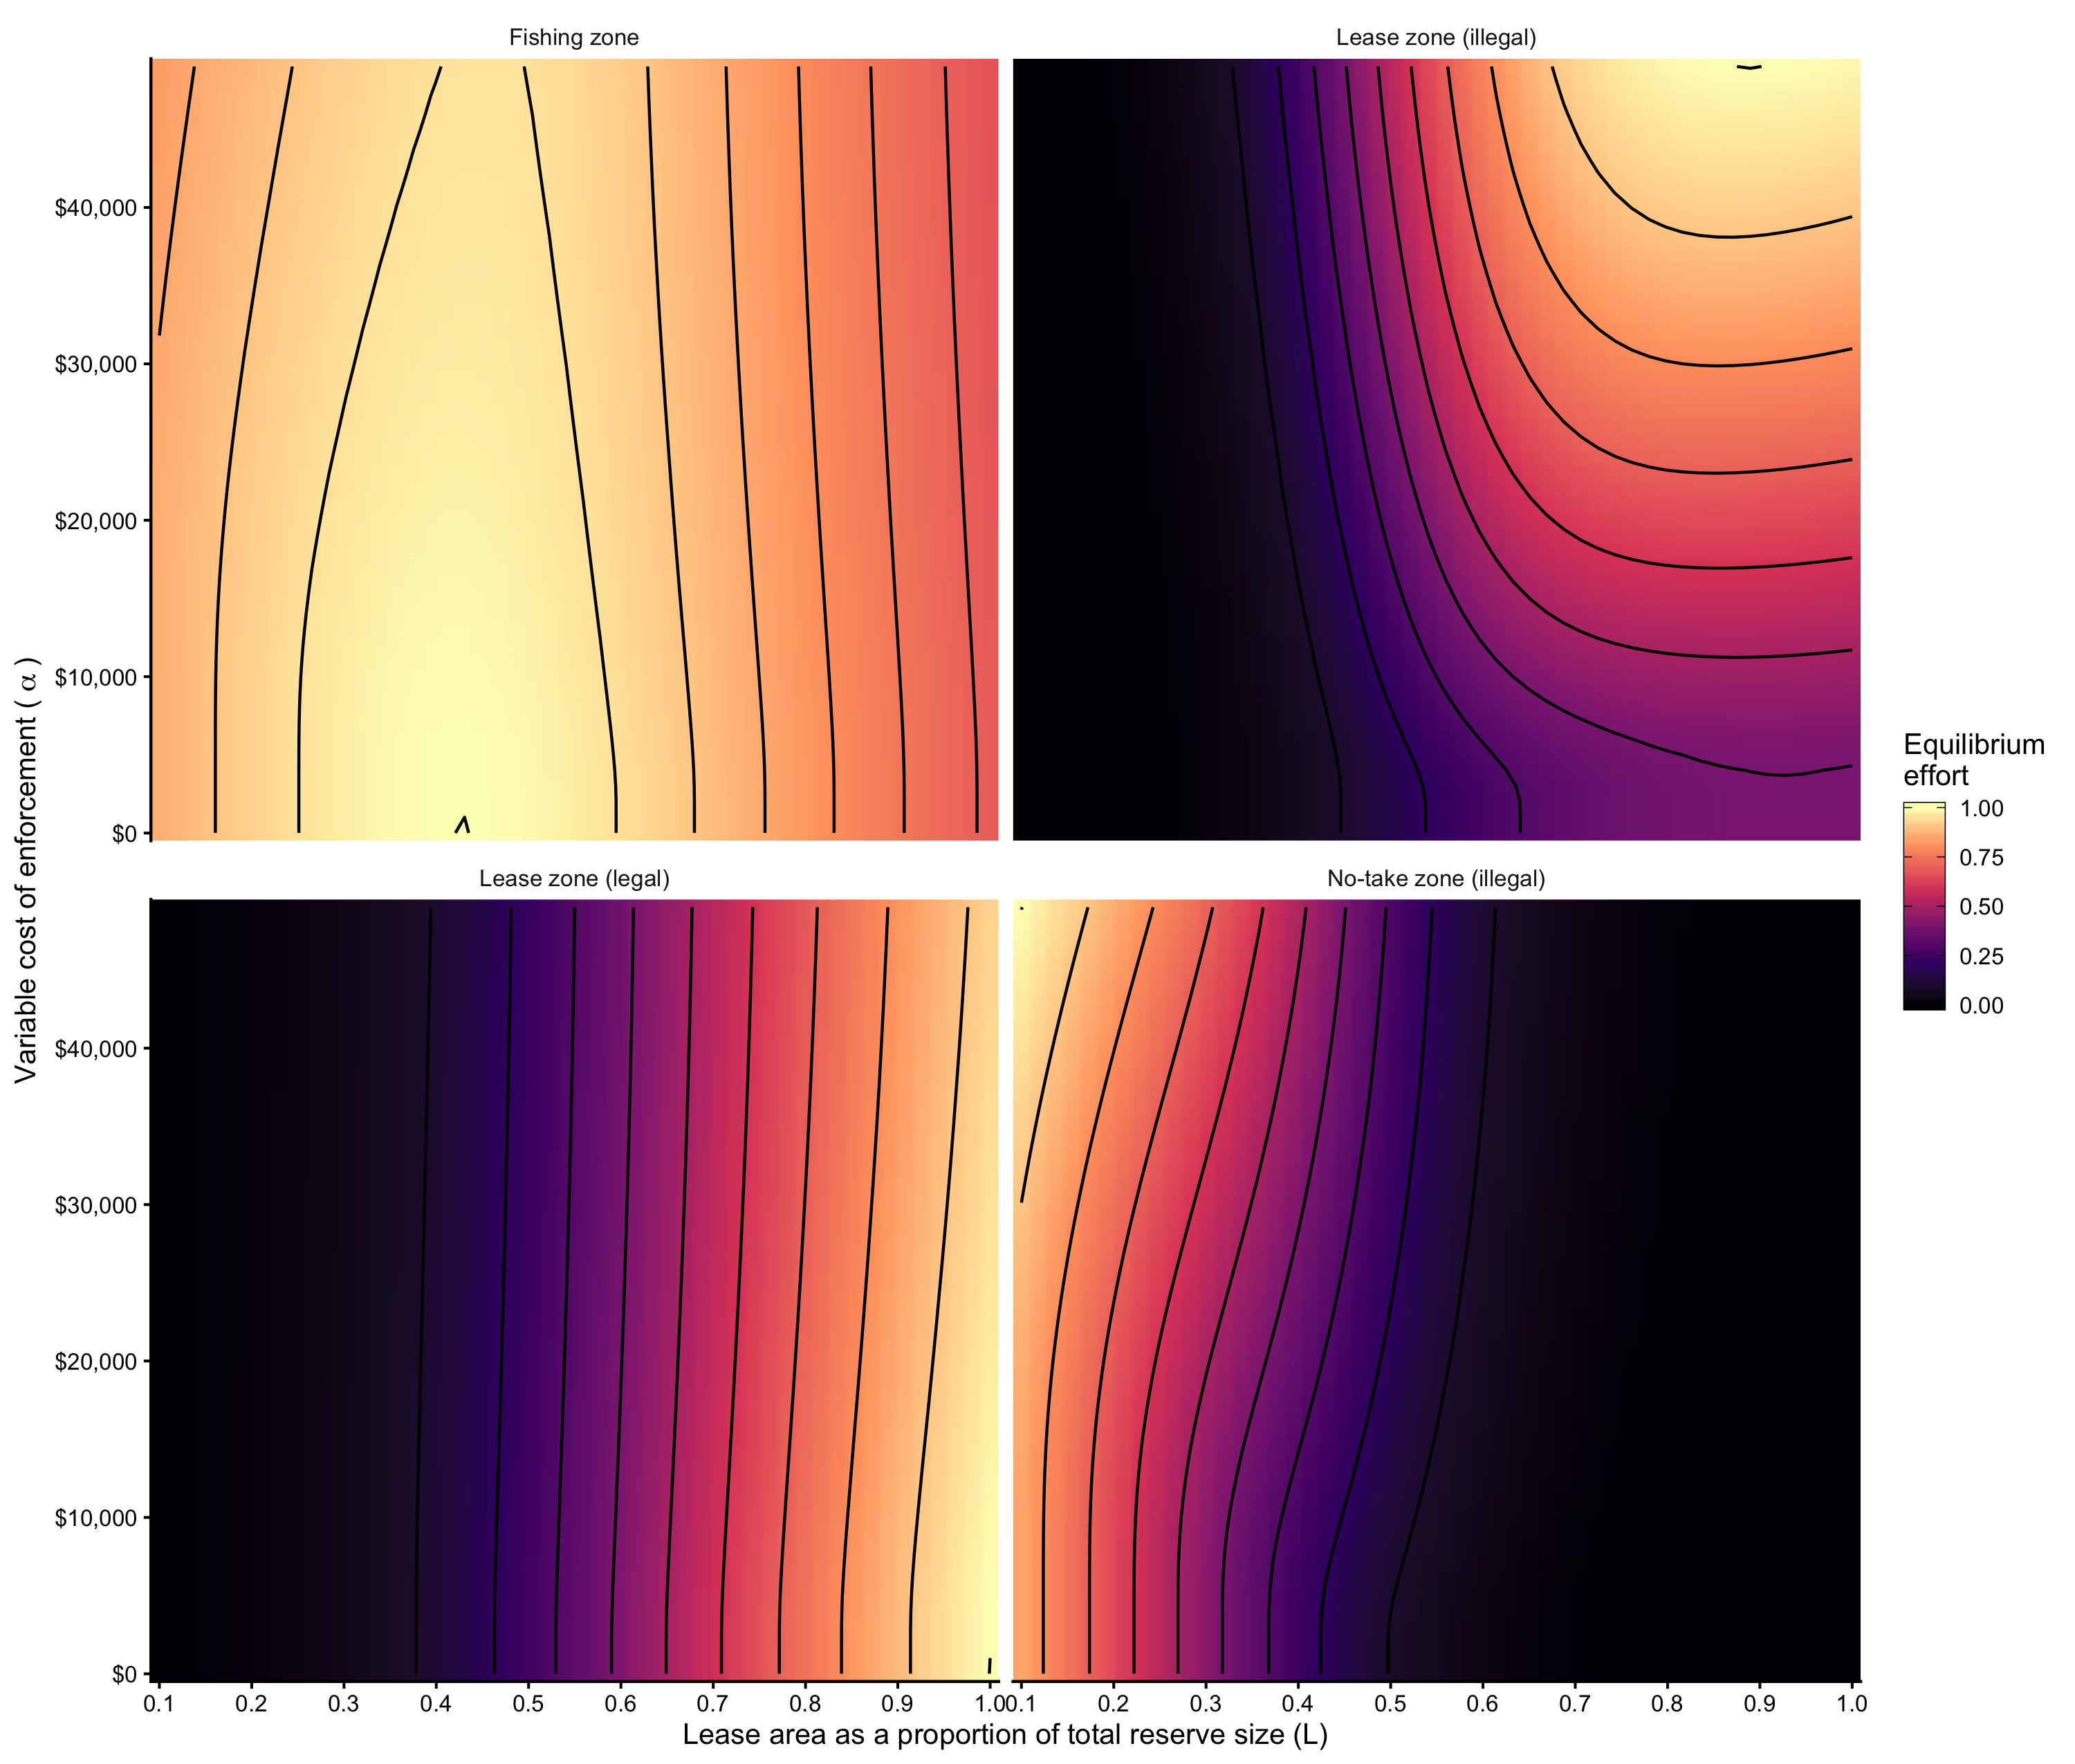 Fishing zone
Lease zone (illegal)
$40,000
$30,000
$20,000
$10,000
$0
Lease zone (legal)
No-take zone (illegal)
$40,000
$30,000
$20,000
$10,000
$0
0.1 0.2 0.3 0.4 0.5 0.6 0.7 0.8 0.9 1.0
0.1 0.2 0.3 0.4 0.5 0.6 0.7 0.8 0.9 1.0
Lease area as a proportion of total reserve size (L)
Variable cost of enforcement ( α )
Equilibrium
effort
1.00
0.75
0.50
0.25
0.00